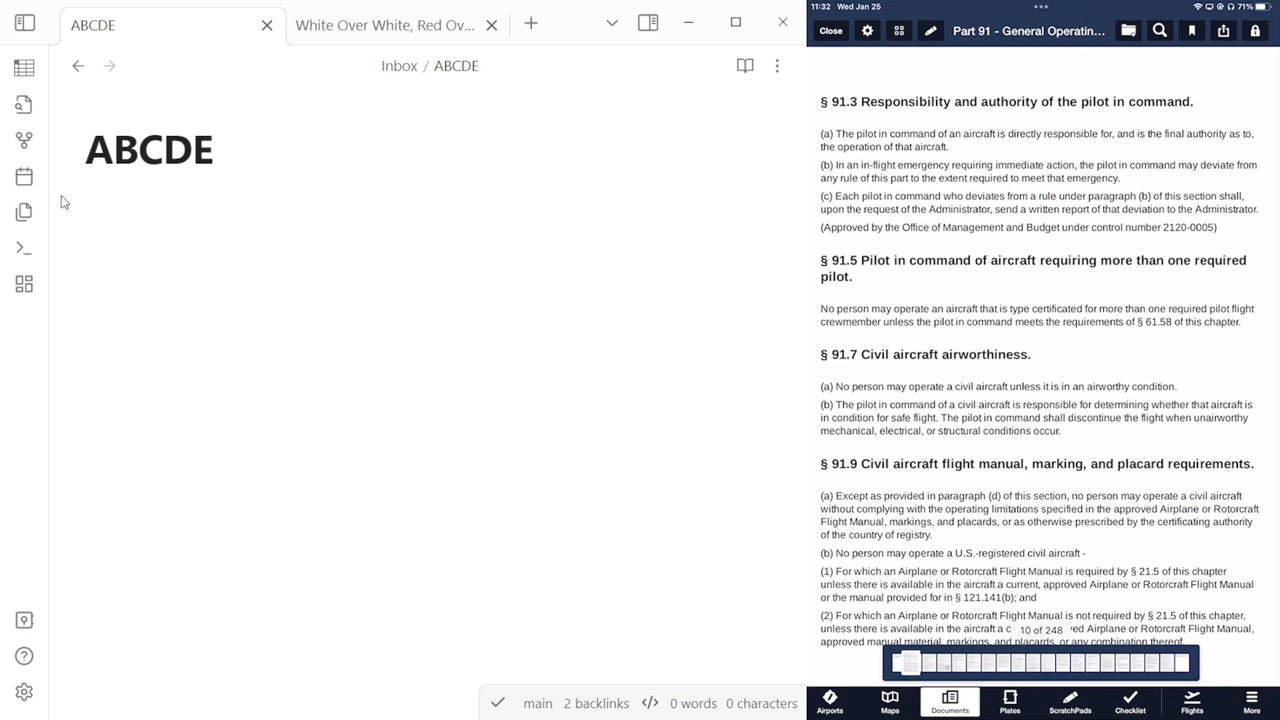 ABCDE
White Over White, Red Ov...
Inbox / ABCDE
ABCDE
main 2 backlinks 0 words 0 characters
11:32 Wed Jan 25
71%
Close
Part 91 - General Operatin...
§ 91.3 Responsibility and authority of the pilot in command.
(a) The pilot in command of an aircraft is directly responsible for, and is the final authority as to,
the operation of that aircraft.
(b) In an in-flight emergency requiring immediate action, the pilot in command may deviate from
any rule of this part to the extent required to meet that emergency.
(c) Each pilot in command who deviates from a rule under paragraph (b) of this section shall,
upon the request of the Administrator, send a written report of that deviation to the Administrator.
(Approved by the Office of Management and Budget under control number 2120-0005)
§ 91.5 Pilot in command of aircraft requiring more than one required
pilot.
No person may operate an aircraft that is type certificated for more than one required pilot flight
crewmember unless the pilot in command meets the requirements of § 61.58 of this chapter.
§ 91.7 Civil aircraft airworthiness.
(a) No person may operate a civil aircraft unless it is in an airworthy condition.
(b) The pilot in command of a civil aircraft is responsible for determining whether that aircraft is
in condition for safe flight. The pilot in command shall discontinue the flight when unairworthy
mechanical, electrical, or structural conditions occur.
§ 91.9 Civil aircraft flight manual, marking, and placard requirements.
(a) Except as provided in paragraph (d) of this section, no person may operate a civil aircraft
without complying with the operating limitations specified in the approved Airplane or Rotorcraft
Flight Manual, markings, and placards, or as otherwise prescribed by the certificating authority
of the country of registry.
(b) No person may operate a U.S.-registered civil aircraft -
(1) For which an Airplane or Rotorcraft Flight Manual is required by § 21.5 of this chapter
unless there is available in the aircraft a current, approved Airplane or Rotorcraft Flight Manual
or the manual provided for in § 121.141(b); and
(2) For which an Airplane or Rotorcraft Flight Manual is not required by § 21.5 of this chapter,
unless there is available in the aircraft a c 10 of 248 ved Airplane or Rotorcraft Flight Manual,
approved manual material, markings, and placards, or any combination thereof.
Airports Maps Documents Plates ScratchPads Checklist Flights More